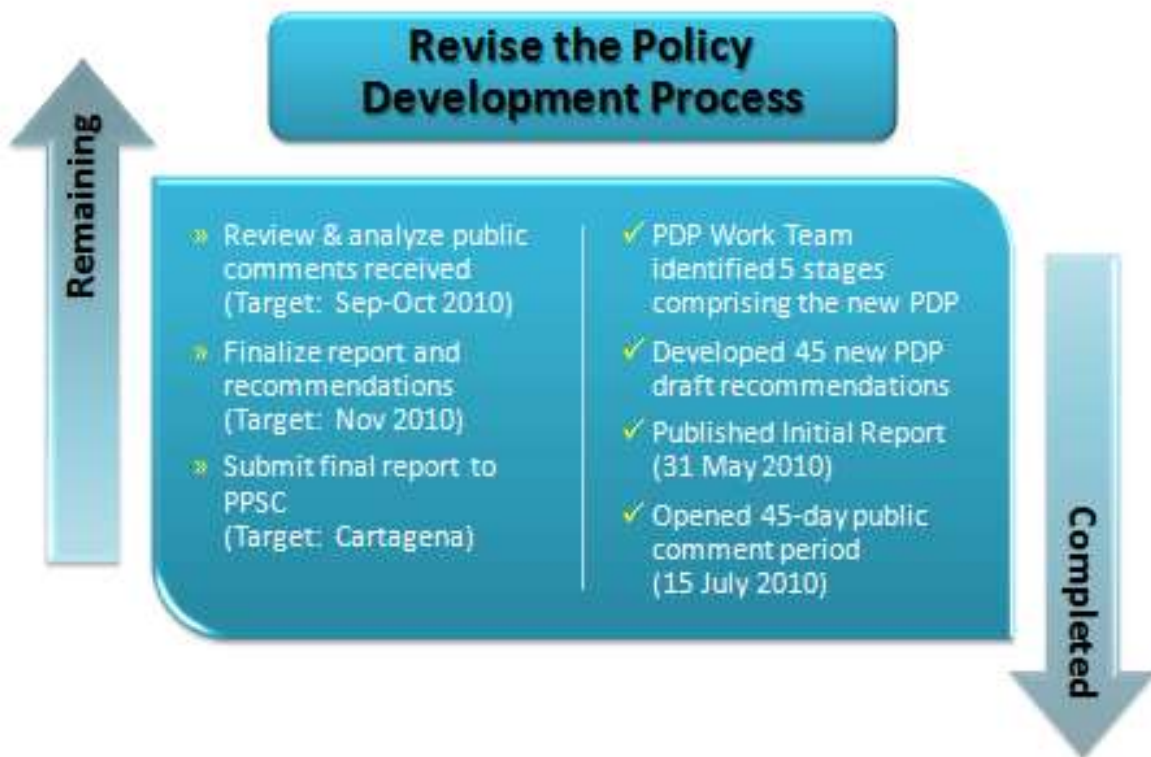 Revise the Policy
Development Process
Remaining
» Review & analyze public
comments received
(Target: Sep-Oct 2010)
» Finalize report and
recommendations
(Target: Nov 2010)
» Submit final report to
PPSC
(Target: Cartagena)
✓ PDP Work Team
identified 5 stages
comprising the new PDP
✓ Developed 45 new PDP
draft recommendations
✓ Published Initial Report
(31 May 2010)
✓ Opened 45-day public
comment period
(15 July 2010)
Completed